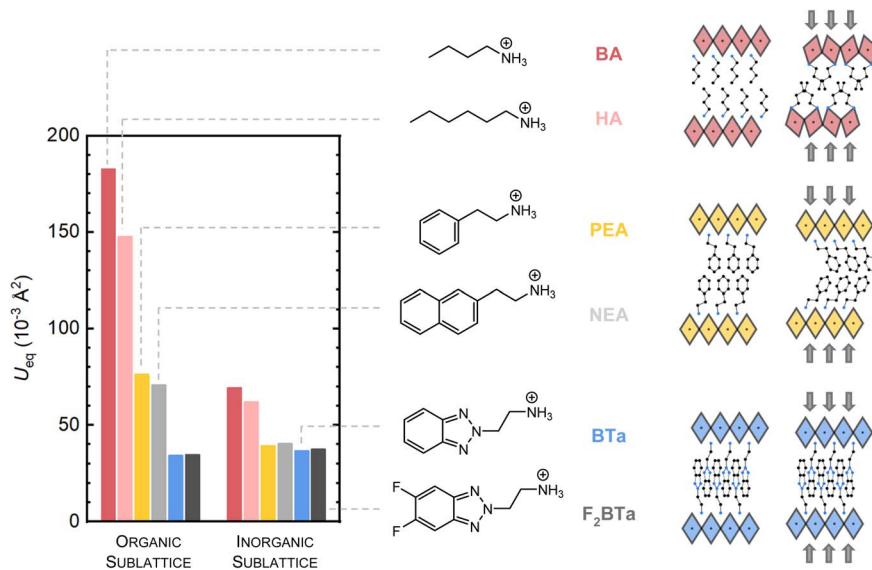 200
150
100
50
0
U_eq (10⁻³ Å²)
ORGANIC
SUBLATTICE
INORGANIC
SUBLATTICE
⊕
NH₃
BA
⊕
NH₃
HA
⊕
NH₃
PEA
⊕
NH₃
NEA
N
N
N
⊕
NH₃
BTa
F
F
N
N
N
⊕
NH₃
F₂BTa